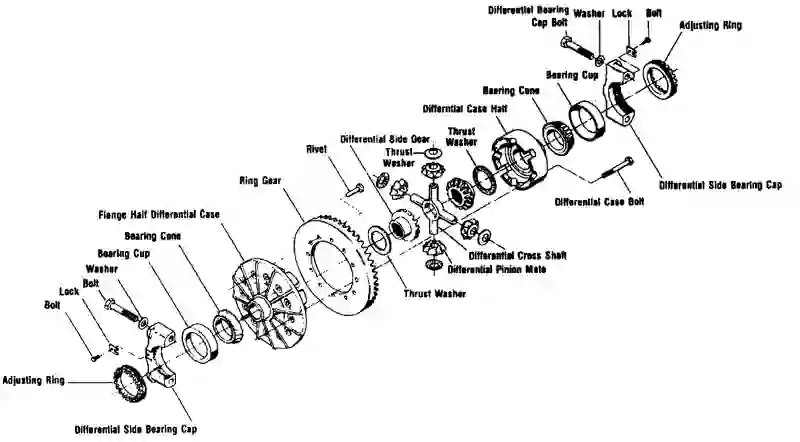 Differential Bearing
Cap Bolt
Washer
Lock
Bolt
Adjusting Ring
Bearing Cup
Bearing Cone
Differntial Case Half
Differential Side Gear
Thrust
Washer
Thrust
Washer
Rivet
Ring Gear
Differential Side Bearing Cap
Differential Case Bolt
Flange Half Differential Case
Bearing Cone
Bearing Cup
Washer
Bolt
Lock
Bolt
Differential Cross Shaft
Differential Pinion Mate
Thrust Washer
Adjusting Ring
Differential Side Bearing Cap